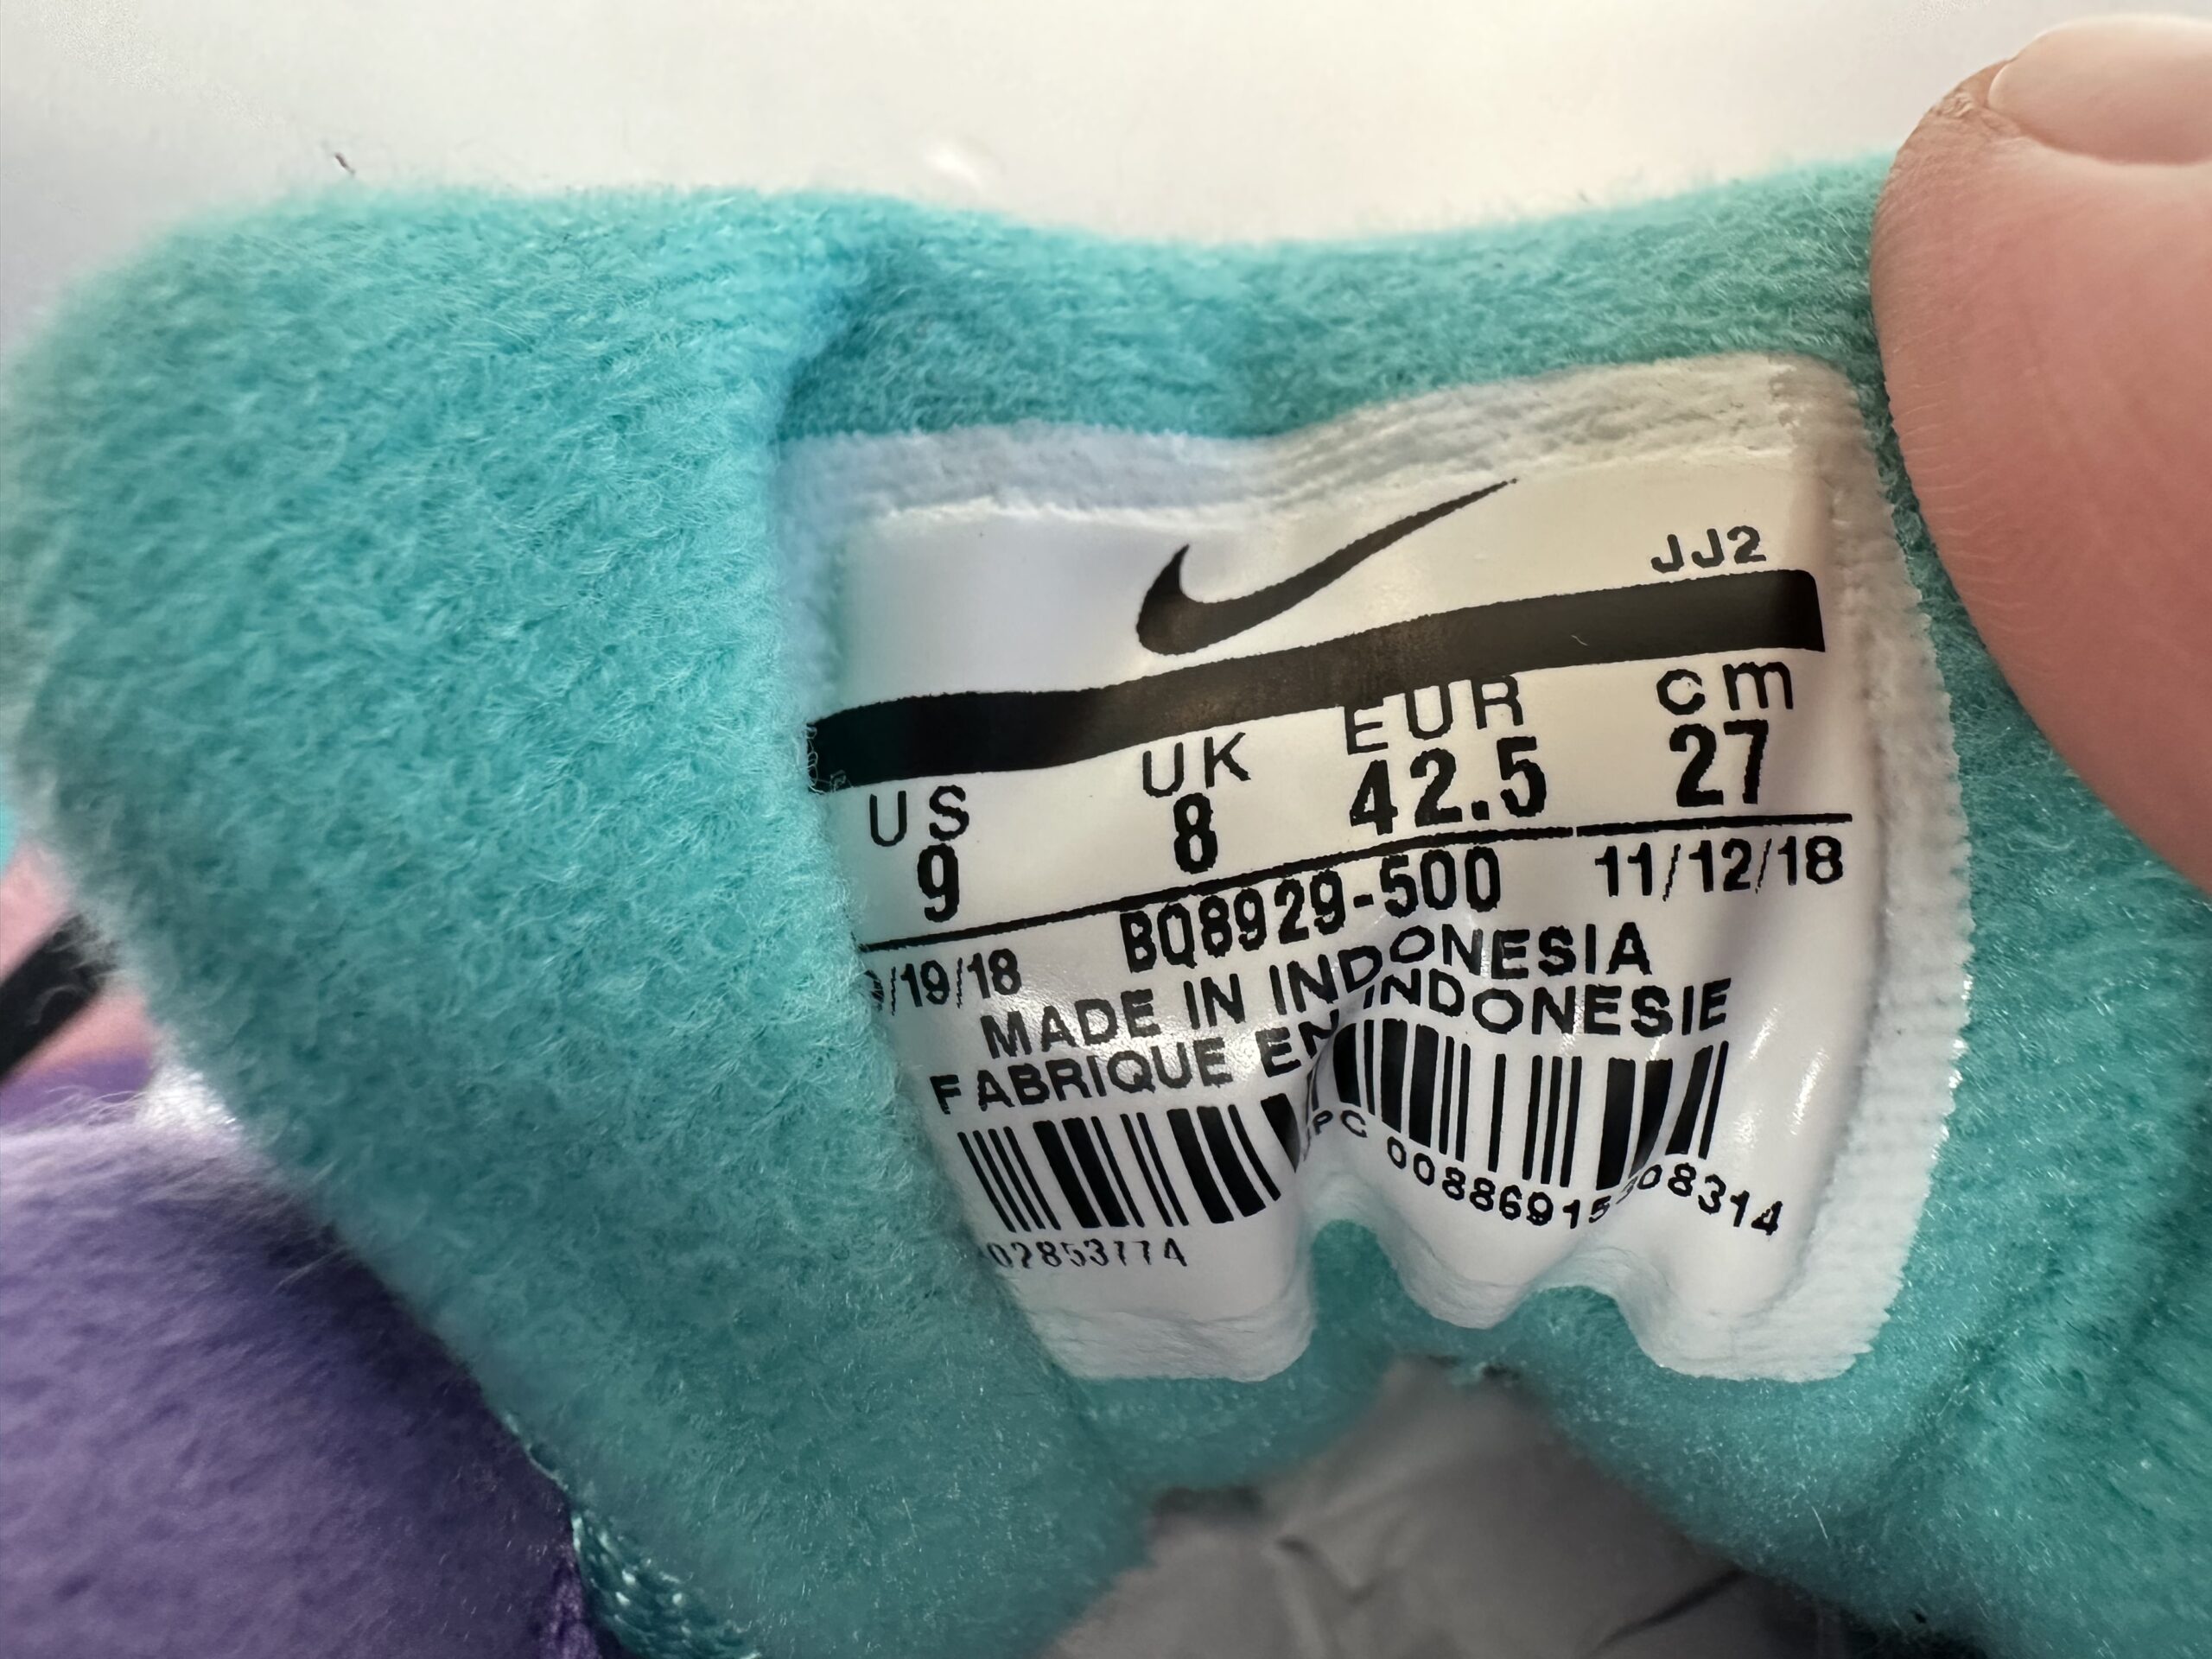 JJ2
US UK EUR cm
9 8 42.5 27
/19/18 BQ8929-500 11/12/18
MADE IN INDONESIA
FABRIQUE EN INDONESIE
PC 00886915308314
02853774